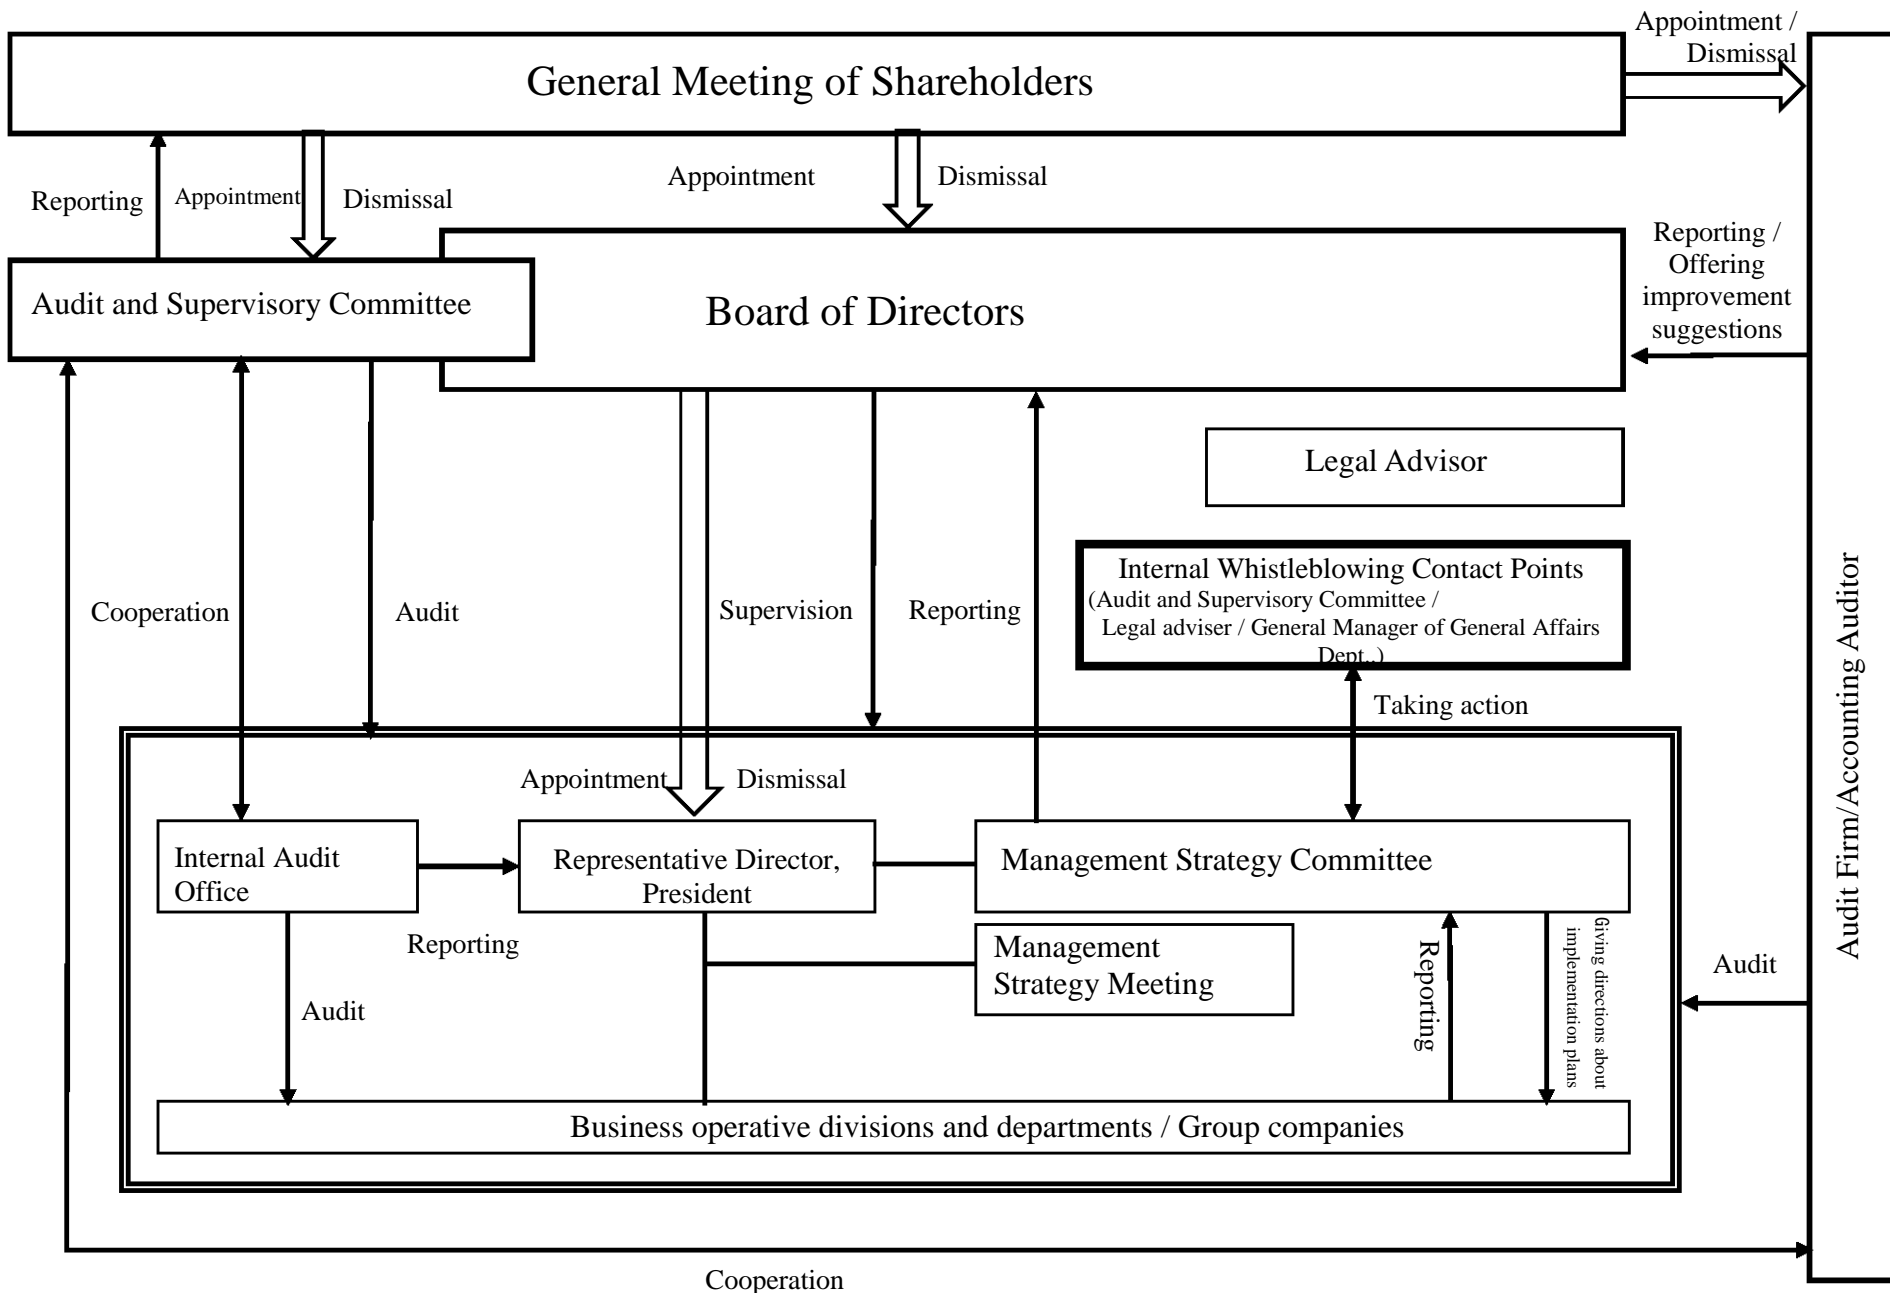 Appointment /
Dismissal
General Meeting of Shareholders
Reporting
Appointment
Dismissal
Appointment
Dismissal
Reporting /
Offering
improvement
suggestions
Audit and Supervisory Committee
Board of Directors
Legal Advisor
Internal Whistleblowing Contact Points
(Audit and Supervisory Committee /
Legal adviser / General Manager of General Affairs
Dept..)
Cooperation
Audit
Supervision
Reporting
Taking action
Audit Firm/Accounting Auditor
Appointment
Dismissal
Internal Audit
Office
Representative Director,
President
Management Strategy Committee
Reporting
Management
Strategy Meeting
Reporting
Giving directions about
implementation plans
Audit
Audit
Business operative divisions and departments / Group companies
Cooperation